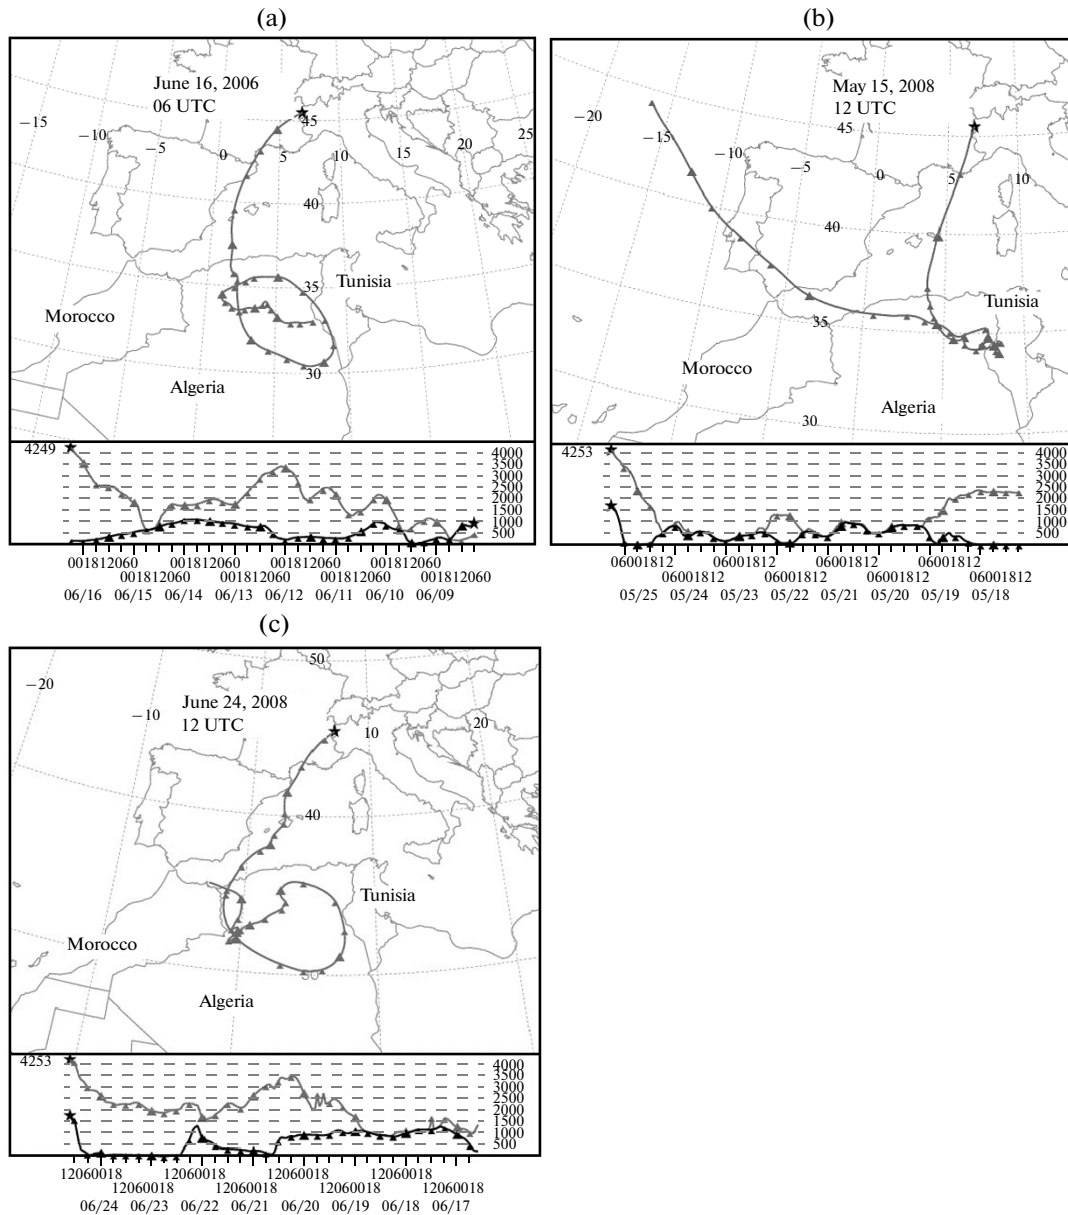 (a)
June 16, 2006
06 UTC
−15
−10
−5
0
5
10
15
20
25
45
40
35
30
Tunisia
Morocco
Algeria
4249
4000
3500
3000
2500
2000
1500
1000
500
001812060 001812060 001812060 001812060
001812060 001812060 001812060 001812060
06/16 06/15 06/14 06/13 06/12 06/11 06/10 06/09
(b)
May 15, 2008
12 UTC
−20
−15
−10
−5
0
5
10
45
40
35
30
Tunisia
Morocco
Algeria
4253
4000
3500
3000
2500
2000
1500
1000
500
06001812 06001812 06001812 06001812
06001812 06001812 06001812 06001812
05/25 05/24 05/23 05/22 05/21 05/20 05/19 05/18
(c)
June 24, 2008
12 UTC
−20
−10
10
20
50
40
30
Tunisia
Morocco
Algeria
4253
4000
3500
3000
2500
2000
1500
1000
500
12060018 12060018 12060018 12060018
12060018 12060018 12060018 12060018
06/24 06/23 06/22 06/21 06/20 06/19 06/18 06/17